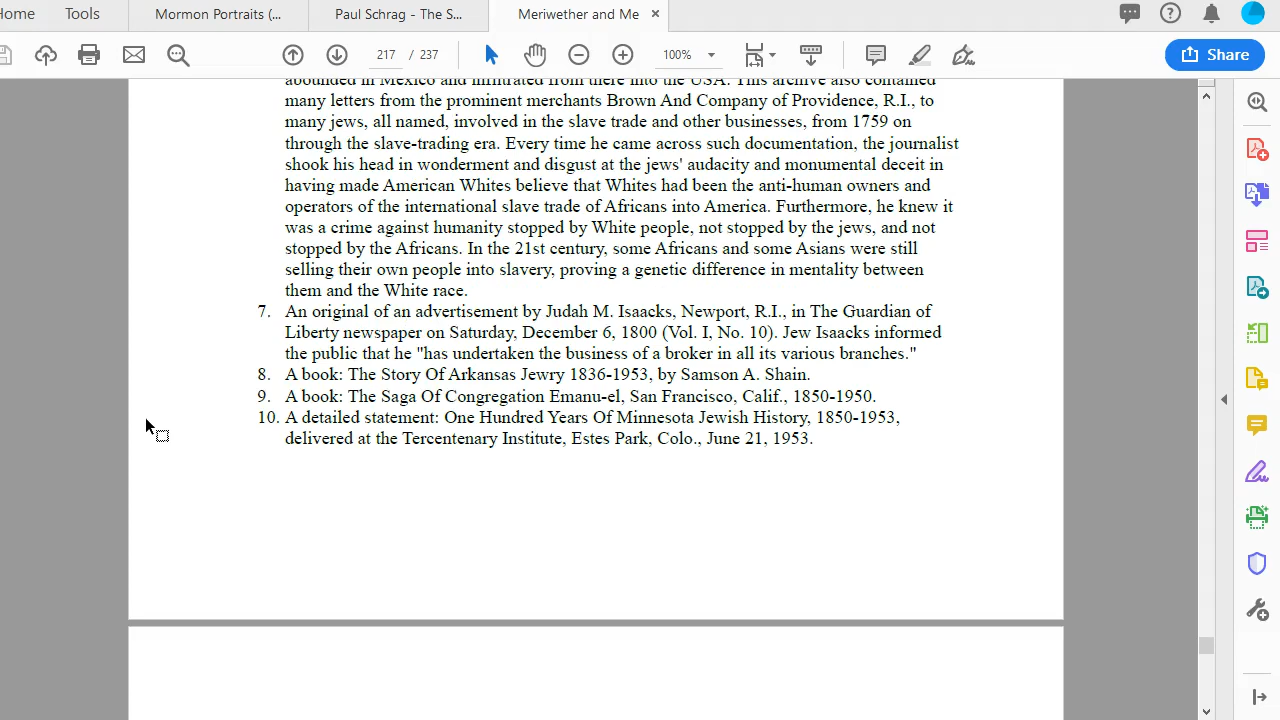 Home Tools Mormon Portraits (... Paul Schrag - The S... Meriwether and Me ×
217 / 237 100% Share
abounded in Mexico and infiltrated from there into the USA. This archive also contained
many letters from the prominent merchants Brown And Company of Providence, R.I., to
many jews, all named, involved in the slave trade and other businesses, from 1759 on
through the slave-trading era. Every time he came across such documentation, the journalist
shook his head in wonderment and disgust at the jews' audacity and monumental deceit in
having made American Whites believe that Whites had been the anti-human owners and
operators of the international slave trade of Africans into America. Furthermore, he knew it
was a crime against humanity stopped by White people, not stopped by the jews, and not
stopped by the Africans. In the 21st century, some Africans and some Asians were still
selling their own people into slavery, proving a genetic difference in mentality between
them and the White race.
7. An original of an advertisement by Judah M. Isaacks, Newport, R.I., in The Guardian of
Liberty newspaper on Saturday, December 6, 1800 (Vol. I, No. 10). Jew Isaacks informed
the public that he "has undertaken the business of a broker in all its various branches."
8. A book: The Story Of Arkansas Jewry 1836-1953, by Samson A. Shain.
9. A book: The Saga Of Congregation Emanu-el, San Francisco, Calif., 1850-1950.
10. A detailed statement: One Hundred Years Of Minnesota Jewish History, 1850-1953,
delivered at the Tercentenary Institute, Estes Park, Colo., June 21, 1953.